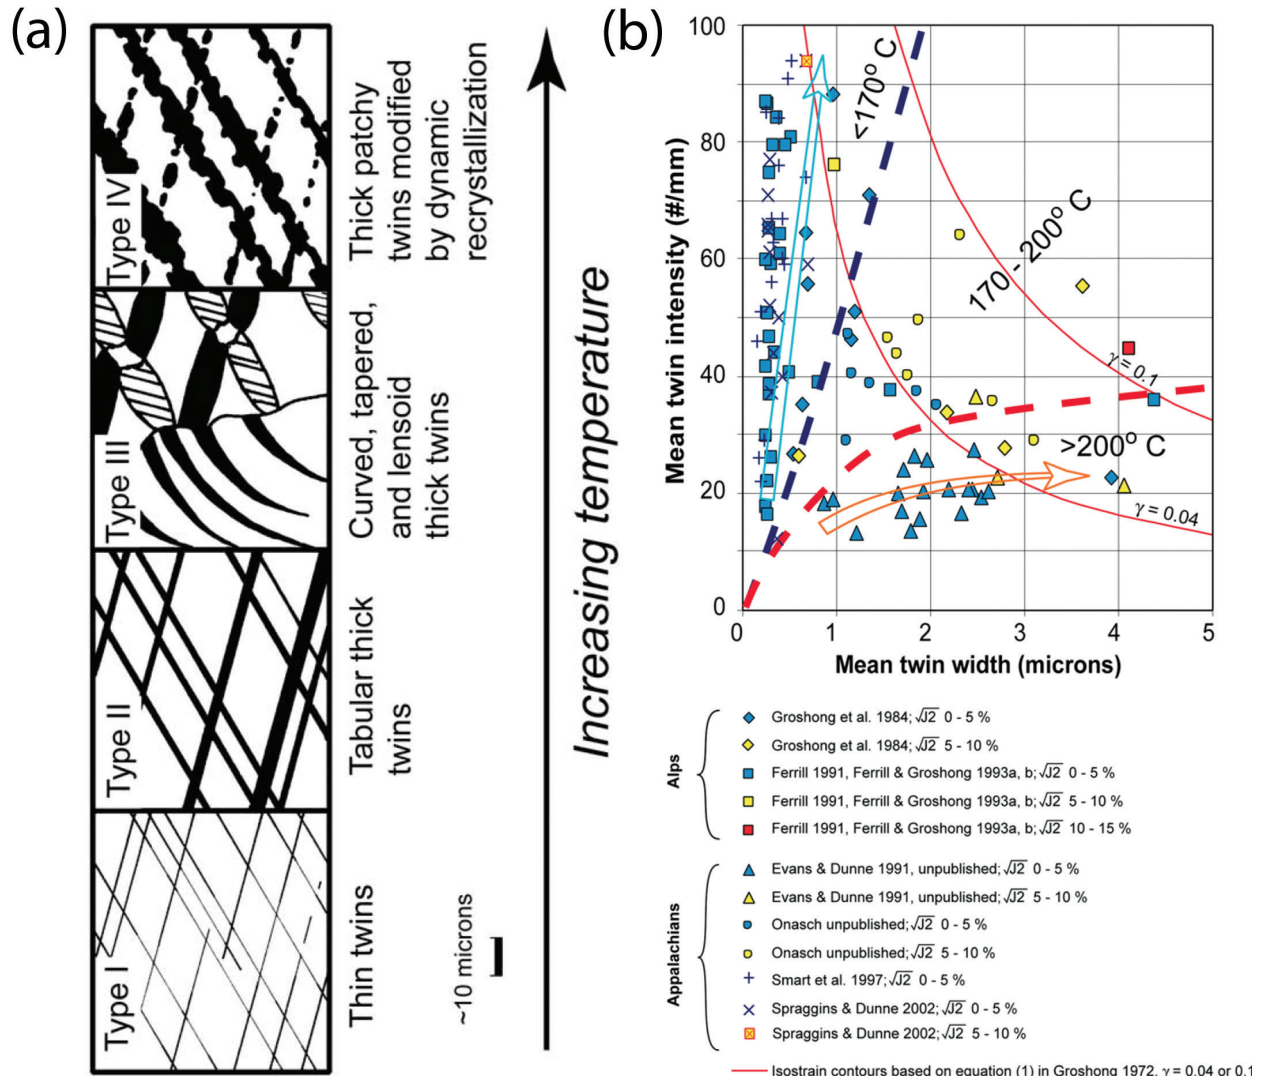 (a)
Type IV
Thick patchy
twins modified
by dynamic
recrystallization
Type III
Curved, tapered,
and lensoid
thick twins
Type II
Tabular thick
twins
Type I
Thin twins
~10 microns
Increasing temperature
(b)
Mean twin intensity (#/mm)
100
80
60
40
20
0
0 1 2 3 4 5
Mean twin width (microns)
<170° C
170 - 200° C
>200° C
γ = 0.1
γ = 0.04
Alps
Groshong et al. 1984; √J2 0 - 5 %
Groshong et al. 1984; √J2 5 - 10 %
Ferrill 1991, Ferrill & Groshong 1993a, b; √J2 0 - 5 %
Ferrill 1991, Ferrill & Groshong 1993a, b; √J2 5 - 10 %
Ferrill 1991, Ferrill & Groshong 1993a, b; √J2 10 - 15 %
Appalachians
Evans & Dunne 1991, unpublished; √J2 0 - 5 %
Evans & Dunne 1991, unpublished; √J2 5 - 10 %
Onasch unpublished; √J2 0 - 5 %
Onasch unpublished; √J2 5 - 10 %
Smart et al. 1997; √J2 0 - 5%
Spraggins & Dunne 2002; √J2 0 - 5%
Spraggins & Dunne 2002; √J2 5 - 10%
Isostrain contours based on equation (1) in Groshong 1972, γ = 0.04 or 0.1